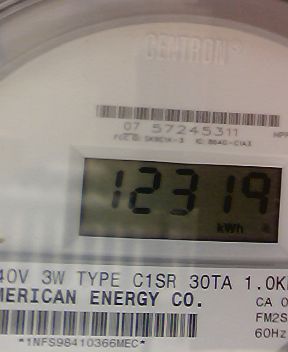 CENTRON®
07 57245311
12319
kWh
40V 3W TYPE C1SR 30TA 1.0K
MERICAN ENERGY CO.
CA 0
FM2S
60Hz
*1NFS98410366MEC*